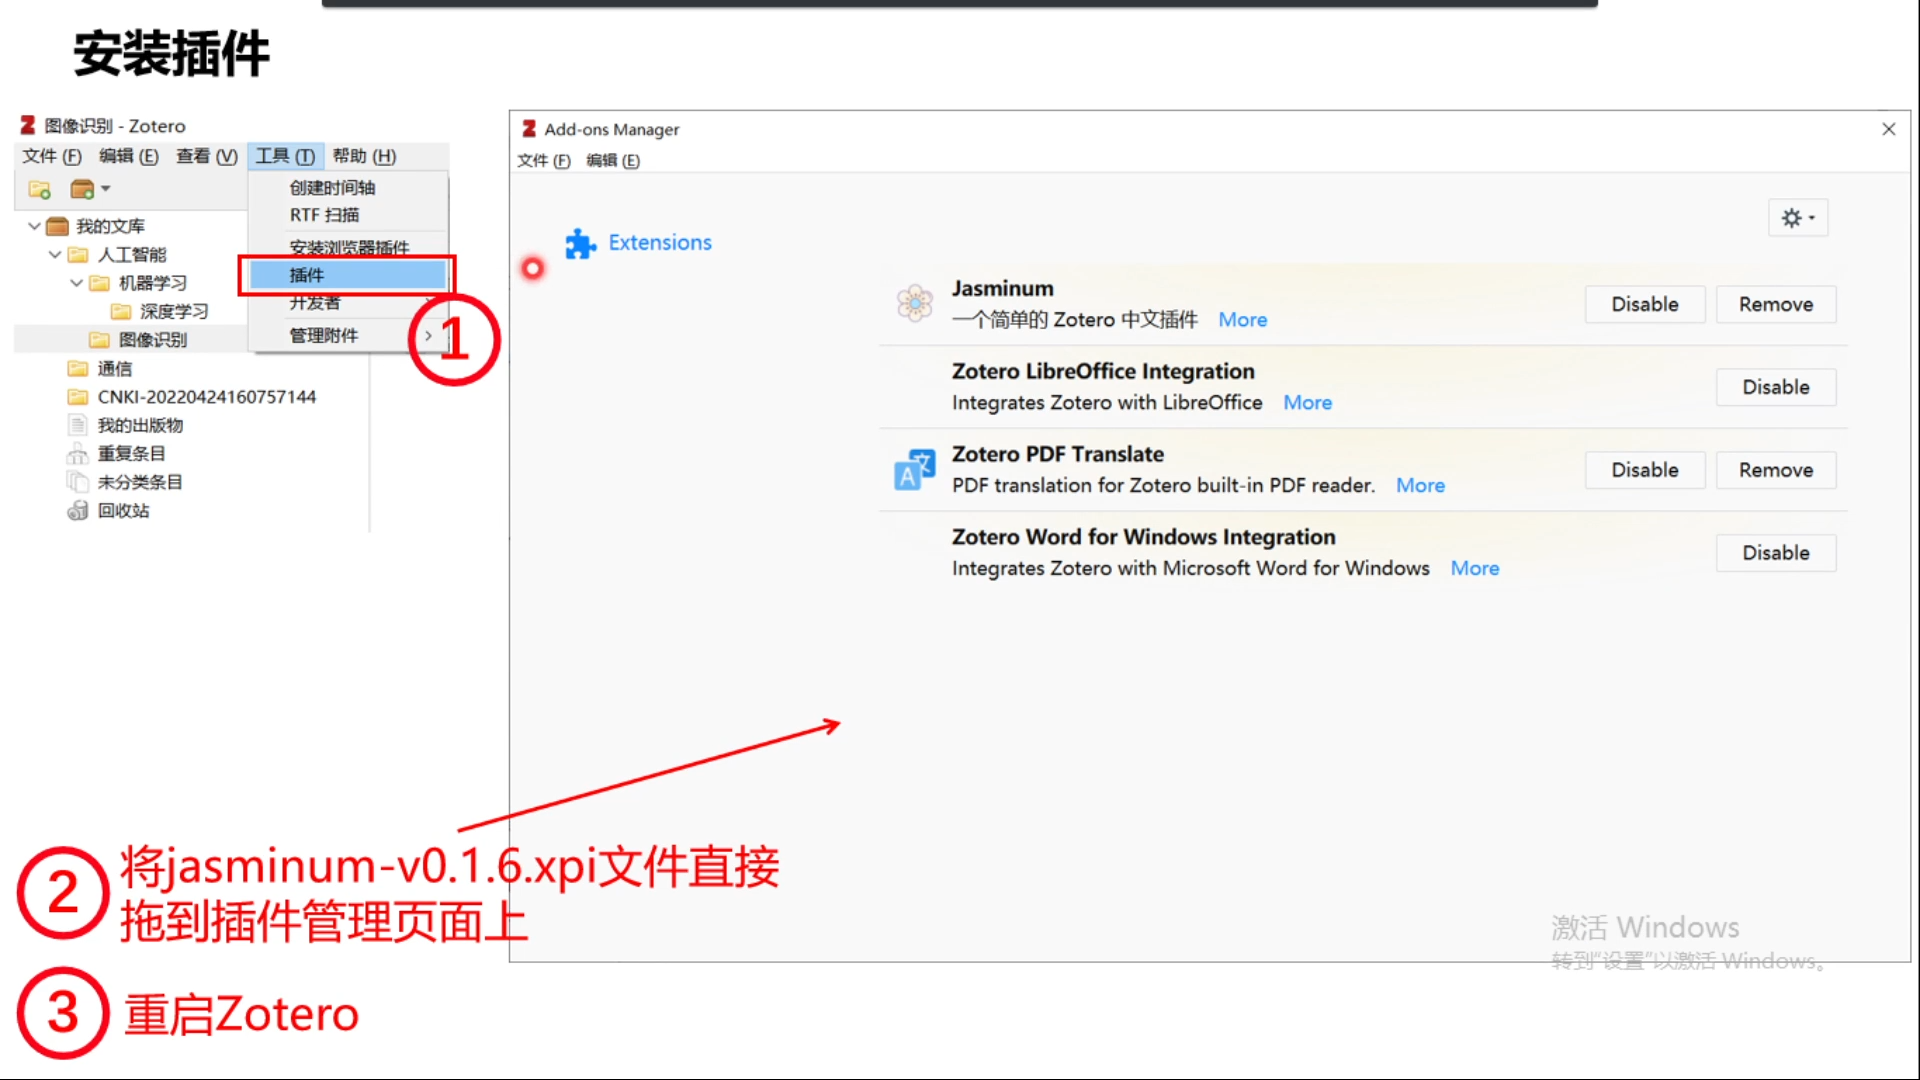 安装插件
图像识别 - Zotero
文件 (F) 编辑 (E) 查看 (V) 工具 (T) 帮助 (H)
创建时间轴
RTF 扫描
安装浏览器插件
插件
开发者
管理附件
1
我的文库
人工智能
机器学习
深度学习
图像识别
通信
CNKI-20220424160757144
我的出版物
重复条目
未分类条目
回收站
Add-ons Manager
文件 (F) 编辑 (E)
Extensions
Jasminum
一个简单的 Zotero 中文插件 More
Disable Remove
Zotero LibreOffice Integration
Integrates Zotero with LibreOffice More
Disable
Zotero PDF Translate
PDF translation for Zotero built-in PDF reader. More
Disable Remove
Zotero Word for Windows Integration
Integrates Zotero with Microsoft Word for Windows More
Disable
2 将jasminum-v0.1.6.xpi文件直接
拖到插件管理页面上
3 重启Zotero
激活 Windows
转到“设置”以激活 Windows。